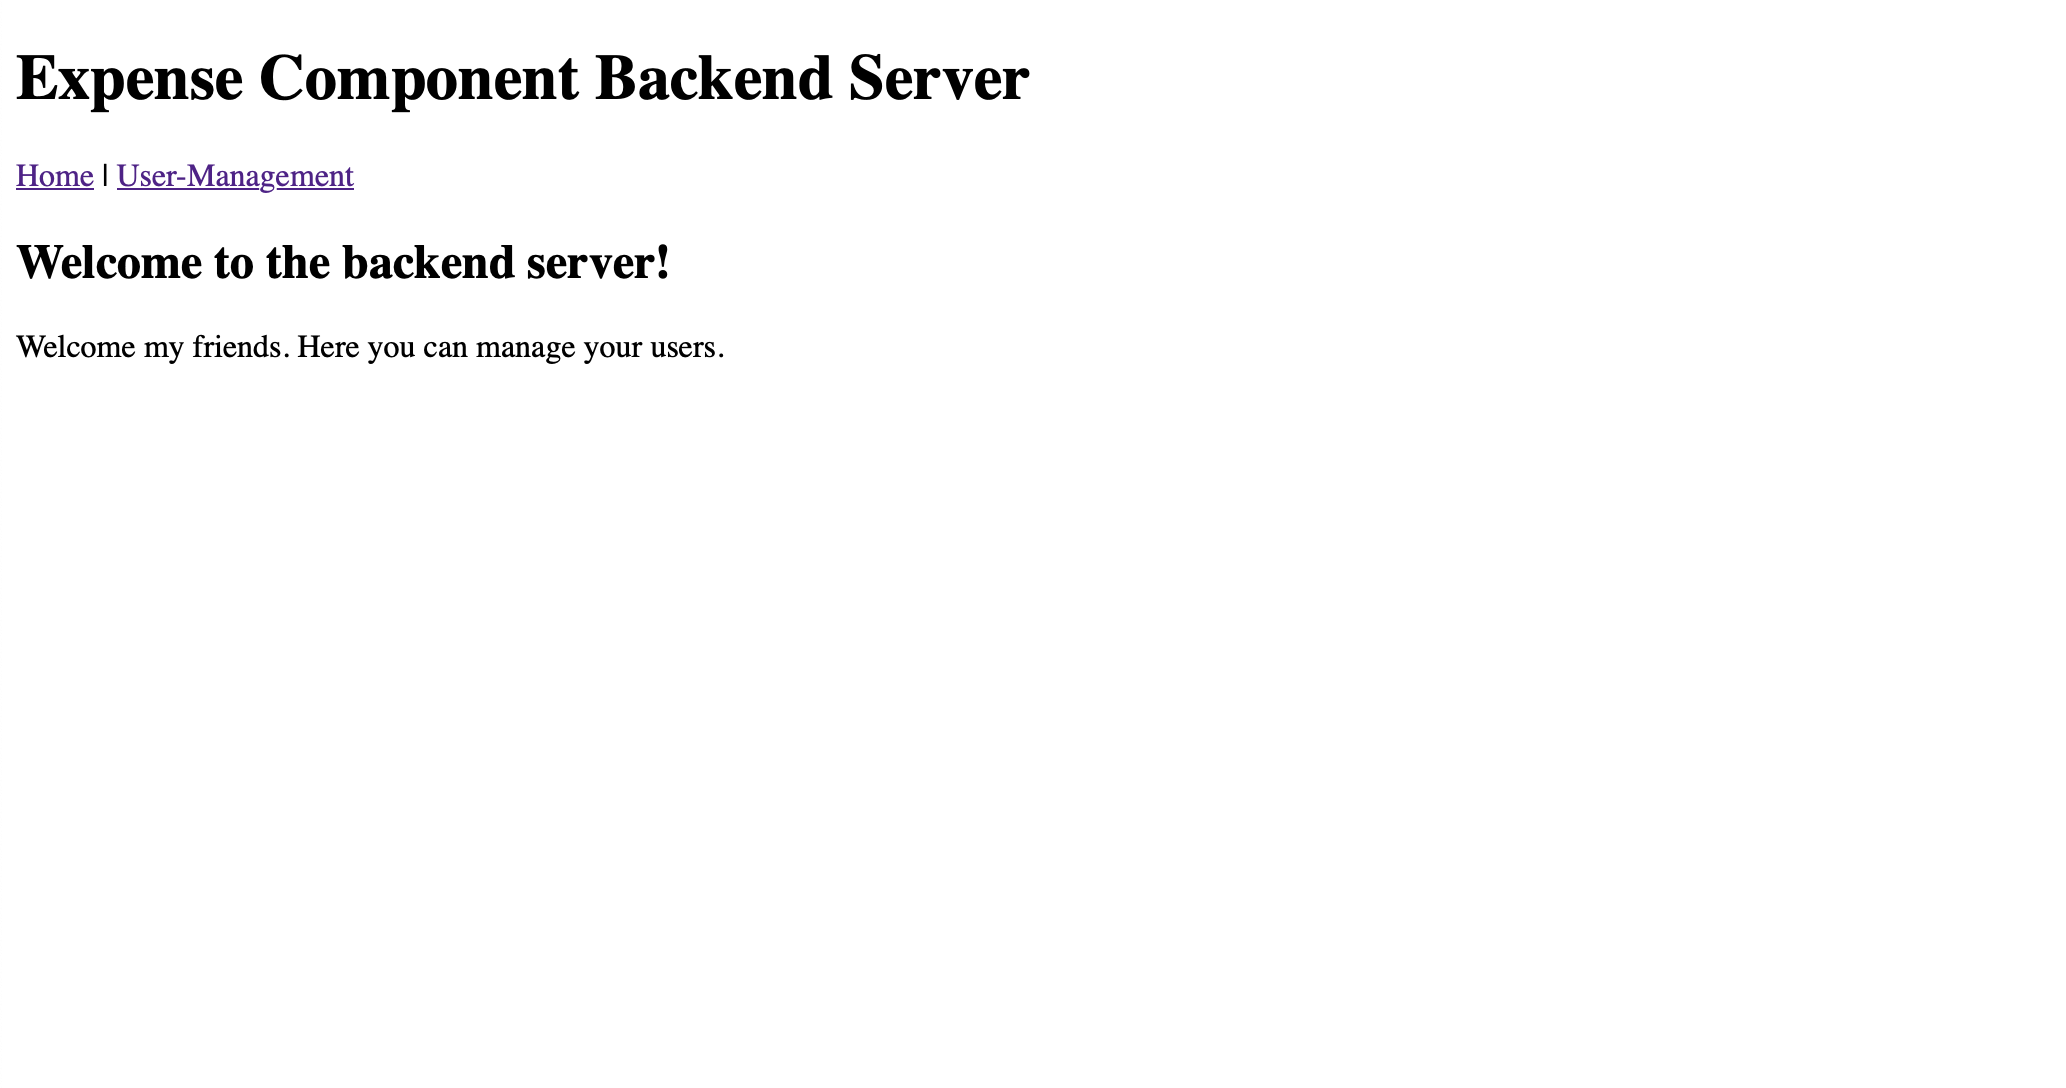 Expense Component Backend Server
Home | User-Management
Welcome to the backend server!
Welcome my friends. Here you can manage your users.